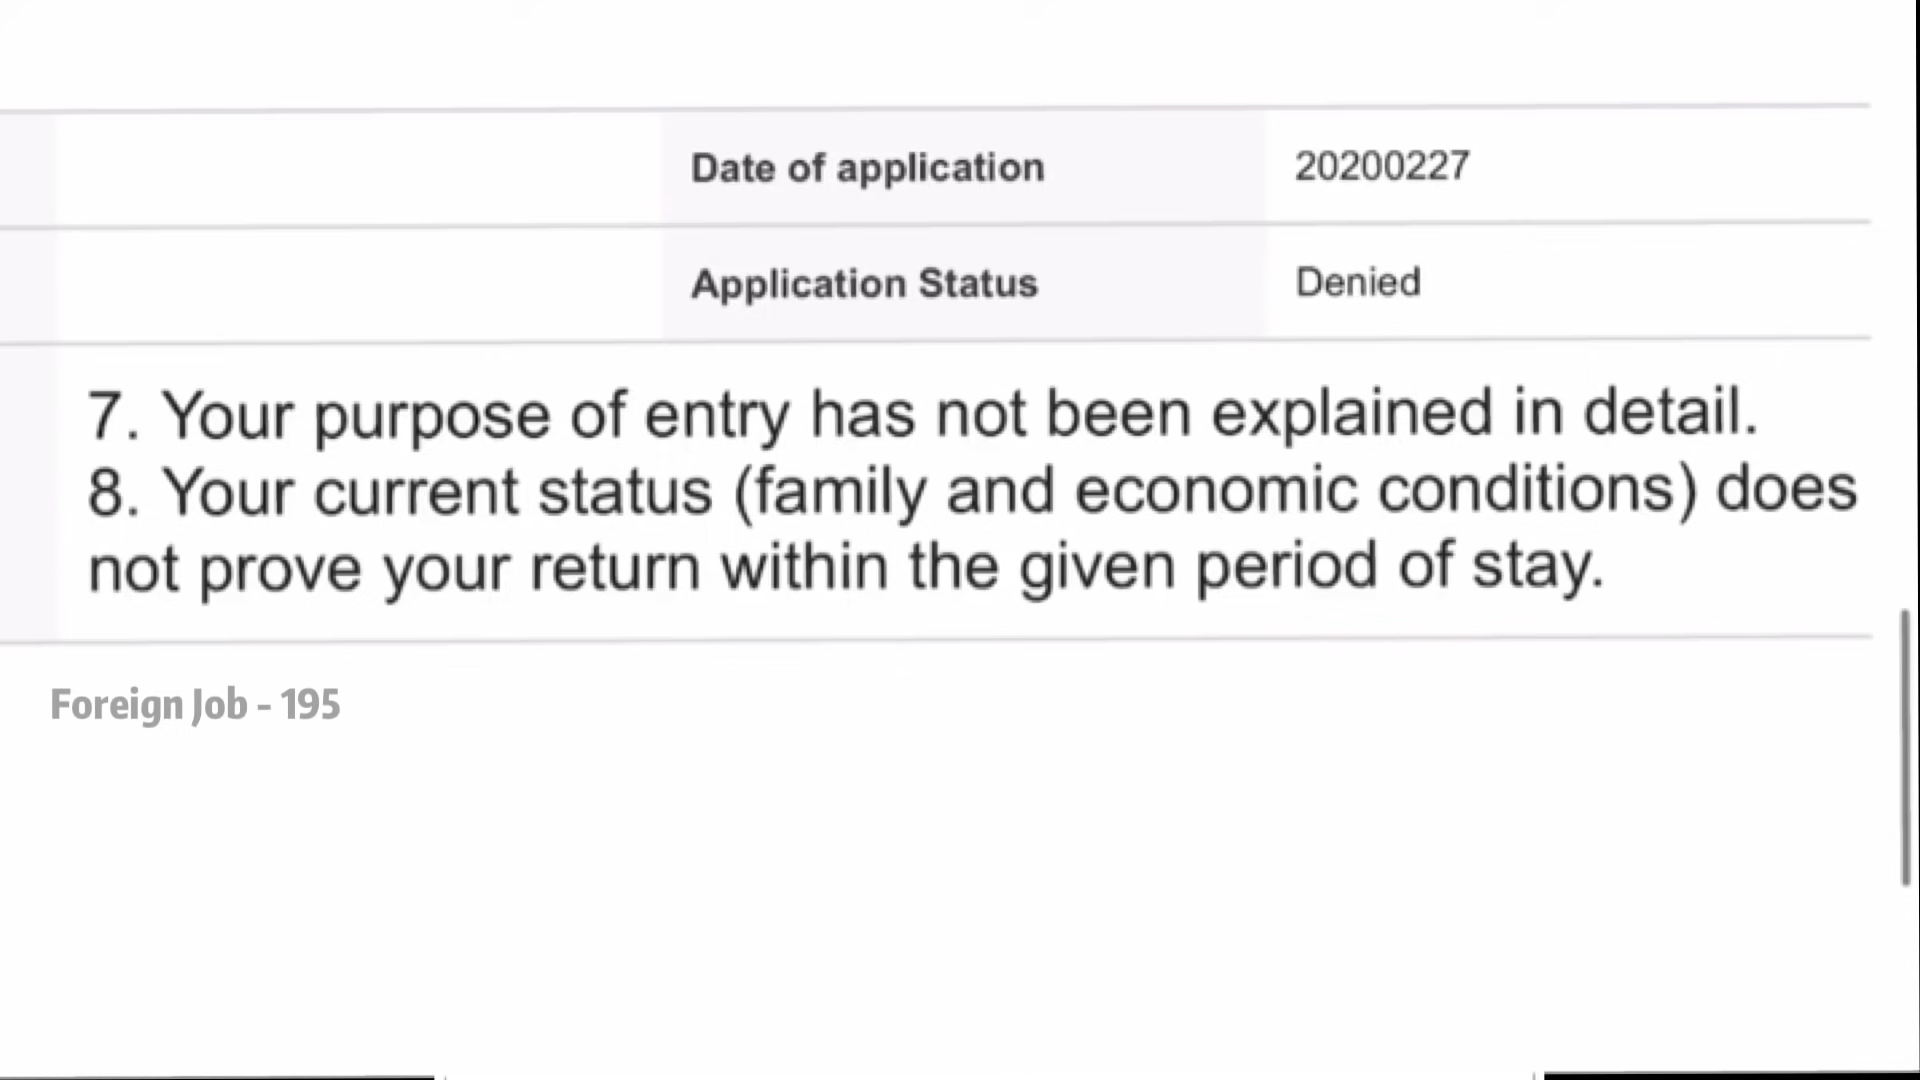 Date of application 20200227
Application Status Denied
7. Your purpose of entry has not been explained in detail.
8. Your current status (family and economic conditions) does
not prove your return within the given period of stay.
Foreign Job - 195